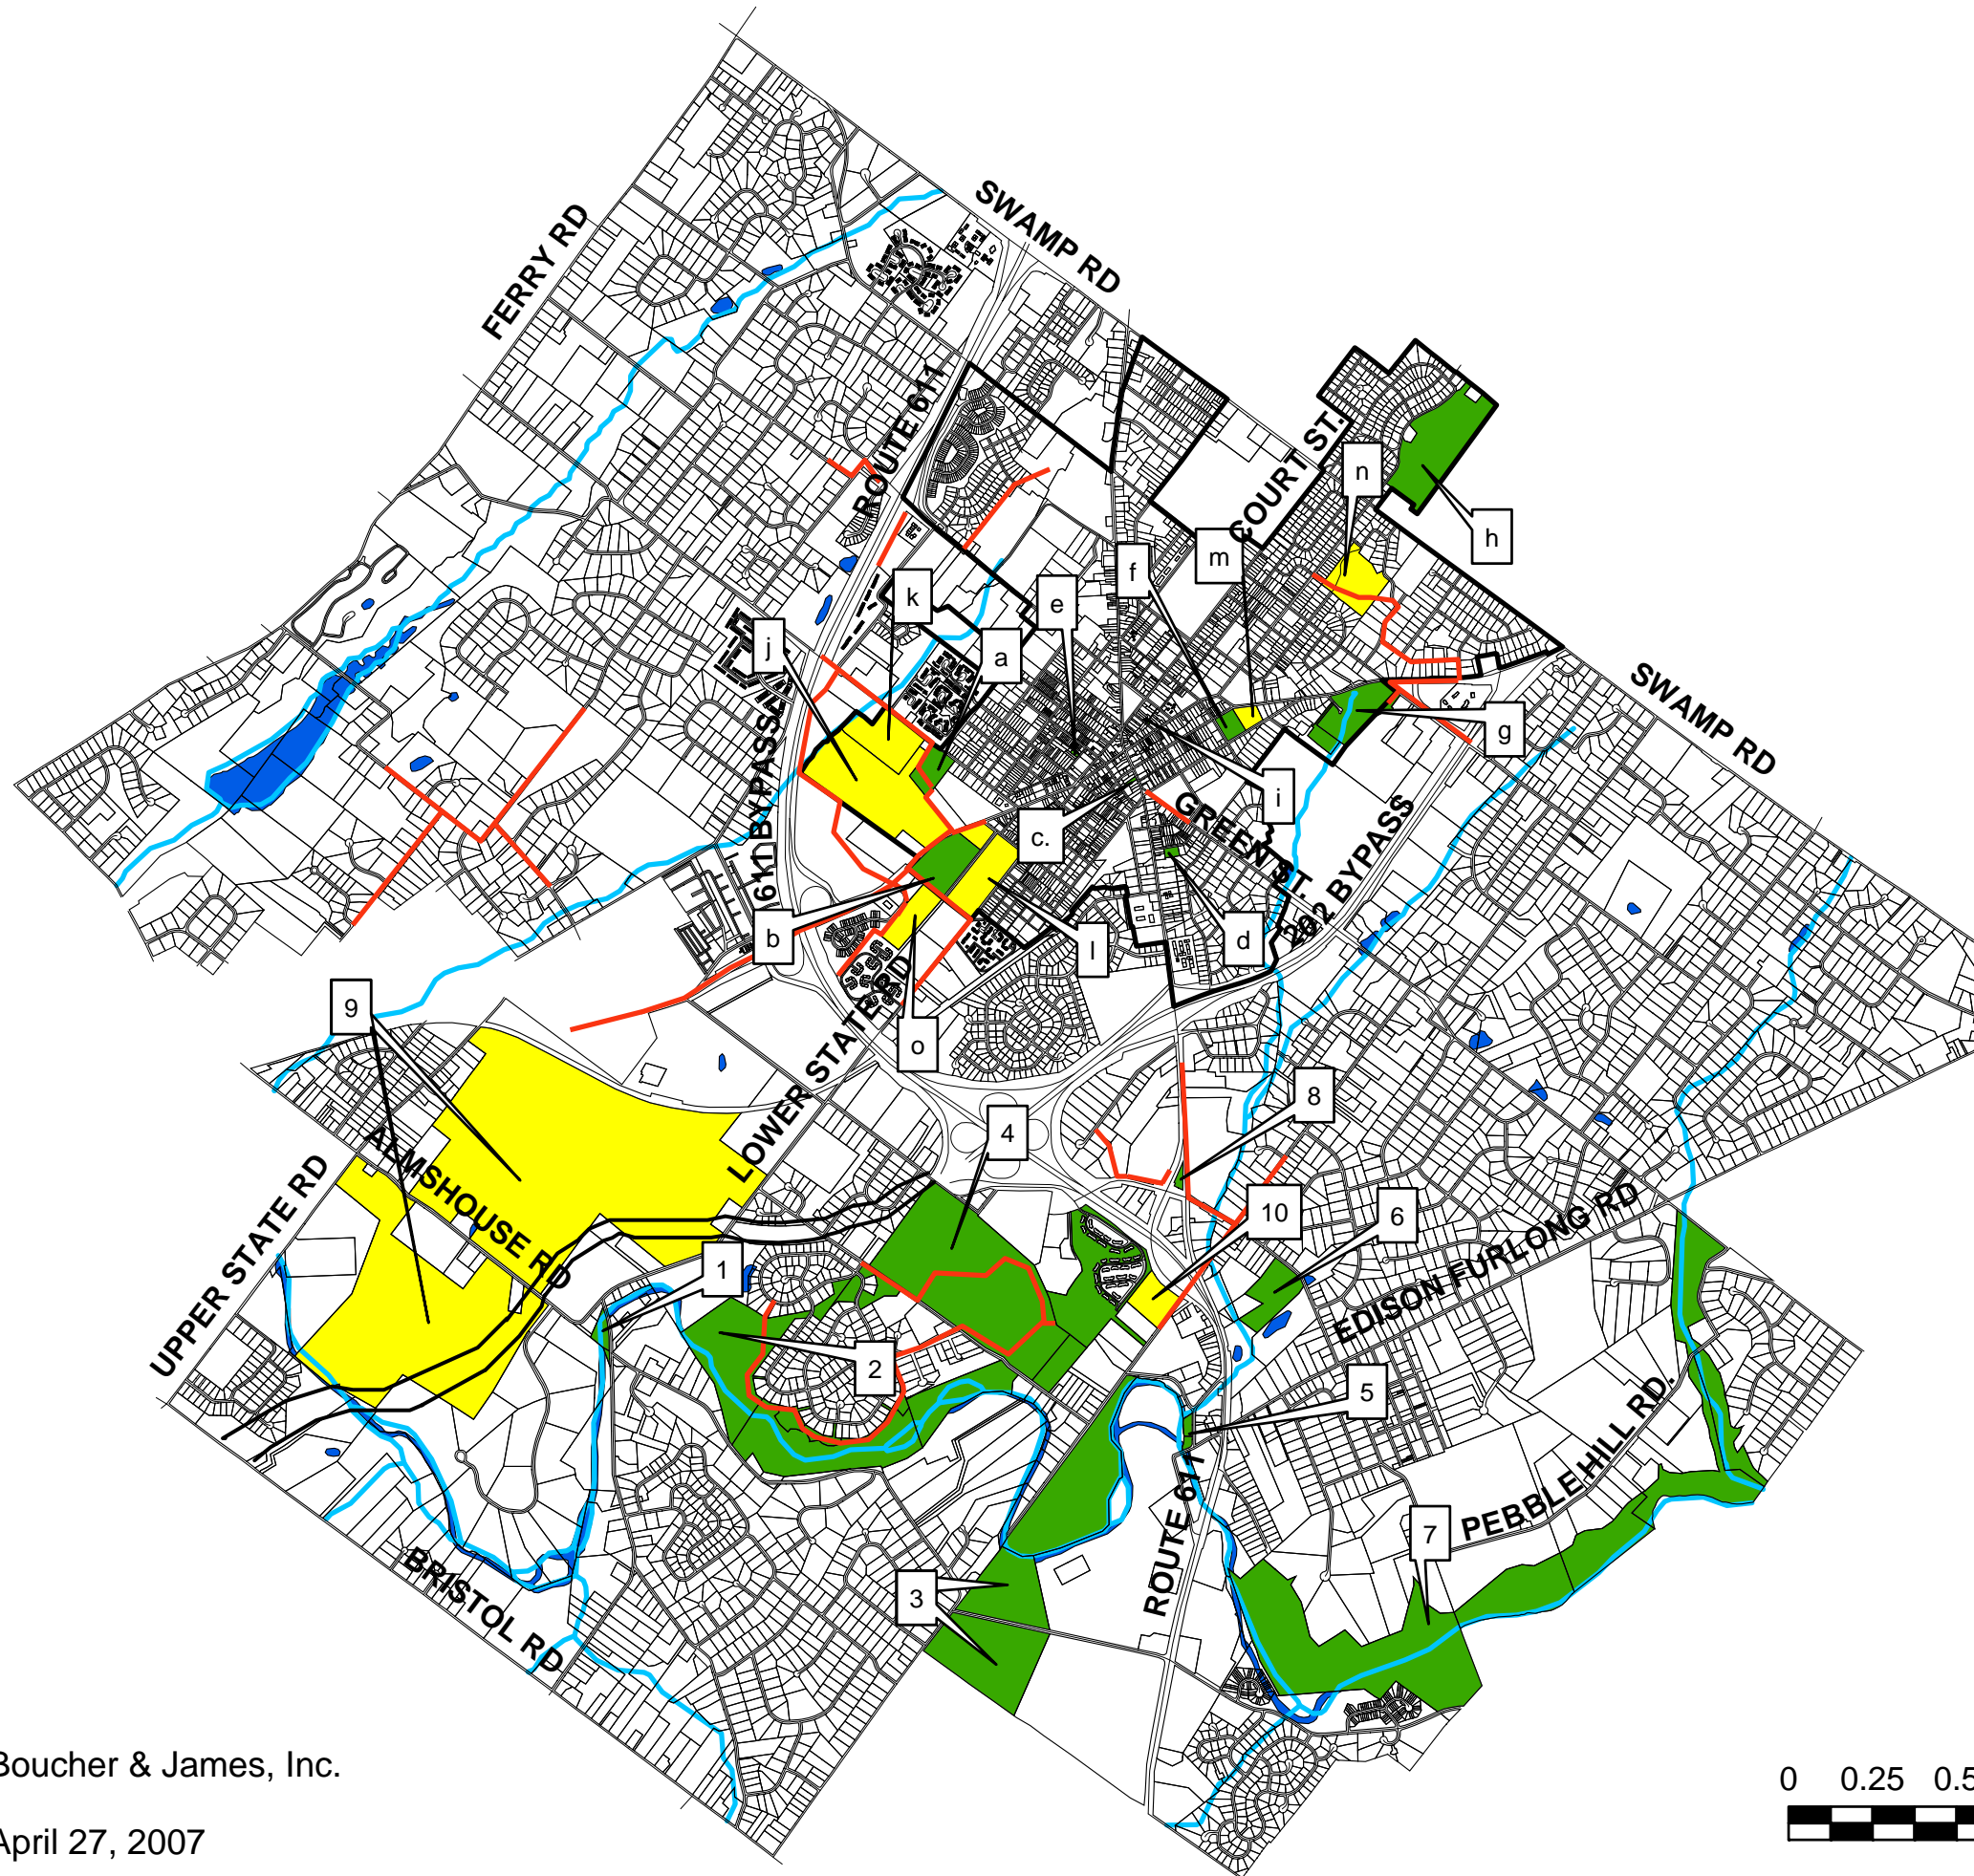 SWAMP RD
FERRY RD
ROUTE 611
COURT ST.
n
h
m
f
k
e
j
a
SWAMP RD
g
611 BYPASS
i
GREEN ST.
c.
202 BYPASS
b
l
d
9
o
LOWER STATE RD
8
4
ALMSHOUSE RD
UPPER STATE RD
10
6
1
EDISON FURLONG RD
2
5
PEBBLE HILL RD.
7
ROUTE 611
BRISTOL RD
3
Boucher & James, Inc.
0 0.25 0.5
April 27, 2007